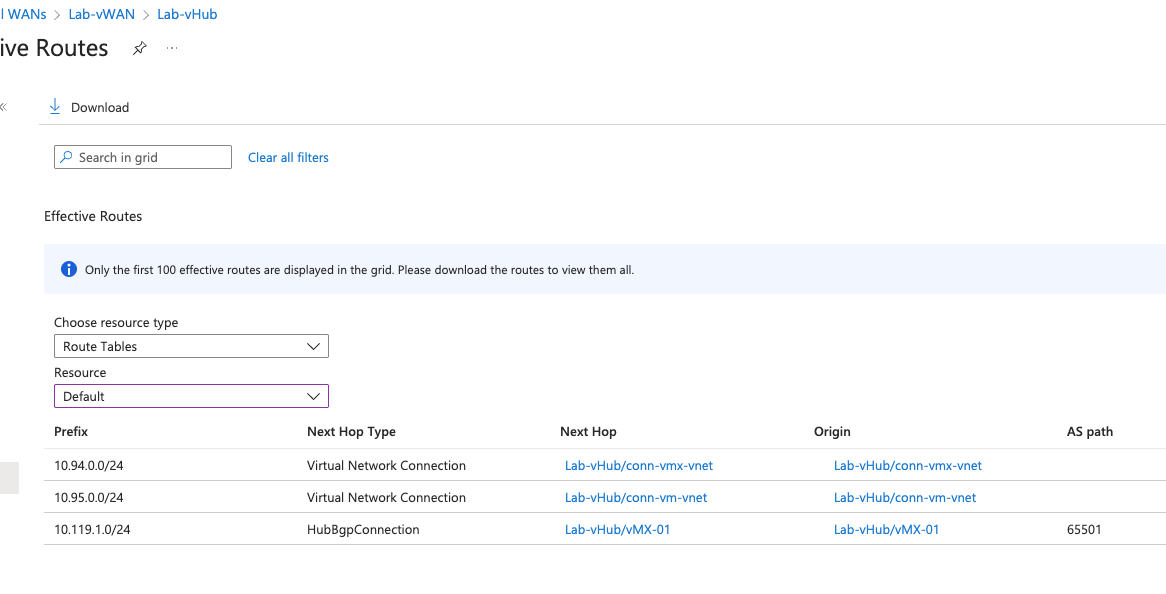 l WANs > Lab-vWAN > Lab-vHub
ive Routes ...
Download
Search in grid Clear all filters
Effective Routes
Only the first 100 effective routes are displayed in the grid. Please download the routes to view them all.
Choose resource type
Route Tables
Resource
Default
Prefix Next Hop Type Next Hop Origin AS path
10.94.0.0/24 Virtual Network Connection Lab-vHub/conn-vmx-vnet Lab-vHub/conn-vmx-vnet
10.95.0.0/24 Virtual Network Connection Lab-vHub/conn-vm-vnet Lab-vHub/conn-vm-vnet
10.119.1.0/24 HubBgpConnection Lab-vHub/vMX-01 Lab-vHub/vMX-01 65501